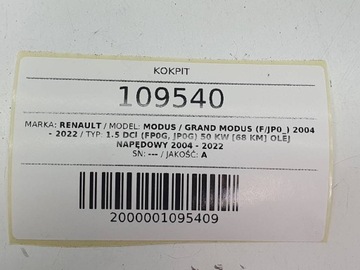 KOKPIT
109540
MARKA: RENAULT / MODEL: MODUS / GRAND MODUS (F/JP0_) 2004
- 2022 / TYP: 1.5 DCI (FP0G, JP0G) 50 KW [68 KM] OLEJ
NAPĘDOWY 2004 - 2022
SN: --- / JAKOŚĆ: A
2000001095409